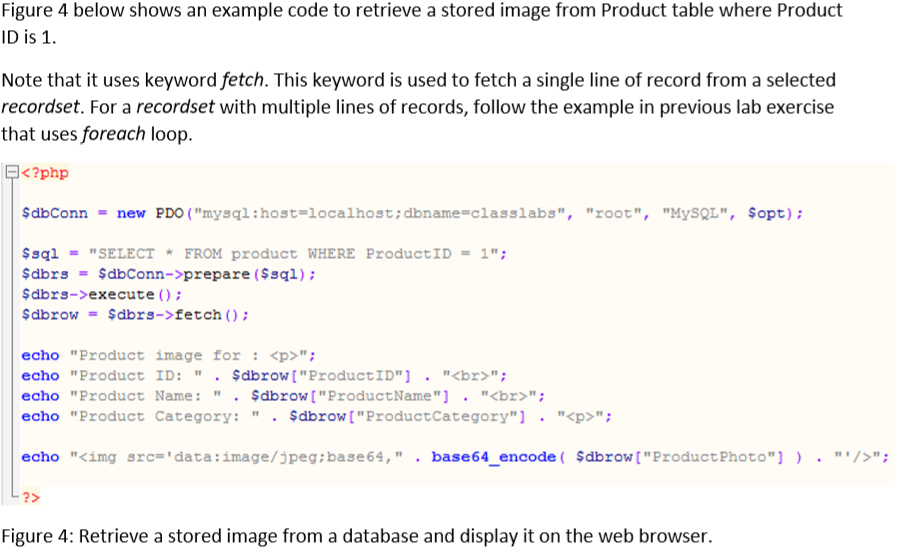 Figure 4 below shows an example code to retrieve a stored image from Product table where Product
ID is 1.
Note that it uses keyword fetch. This keyword is used to fetch a single line of record from a selected
recordset. For a recordset with multiple lines of records, follow the example in previous lab exercise
that uses foreach loop.
<?php
$dbConn = new PDO("mysql:host=localhost;dbname=classlabs", "root", "MySQL", $opt);
$sql = "SELECT * FROM product WHERE ProductID = 1";
$dbrs = $dbConn->prepare($sql);
$dbrs->execute();
$dbrow = $dbrs->fetch();
echo "Product image for : <p>";
echo "Product ID: " . $dbrow["ProductID"] . "<br>";
echo "Product Name: " . $dbrow["ProductName"] . "<br>";
echo "Product Category: " . $dbrow["ProductCategory"] . "<p>";
echo "<img src='data:image/jpeg;base64," . base64_encode( $dbrow["ProductPhoto"] ) . "'/>";
?>
Figure 4: Retrieve a stored image from a database and display it on the web browser.